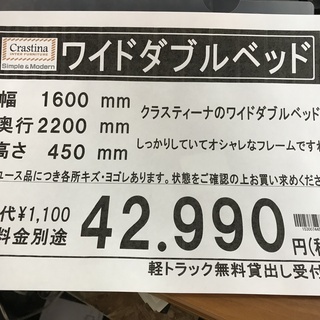 Crastina
Simple & Modern
ワイドダブルベッド
幅 1600 mm
奥行 2200 mm
高さ 450 mm
クラスティーナのワイドダブルベッド
しっかりしていてオシャレなフレームですね
ユース品につき各所キズ・ヨゴレあります。状態をご確認の上お買い求めください
代¥1,100
料金別途
42.990
円(税
軽トラック無料貸出し受付